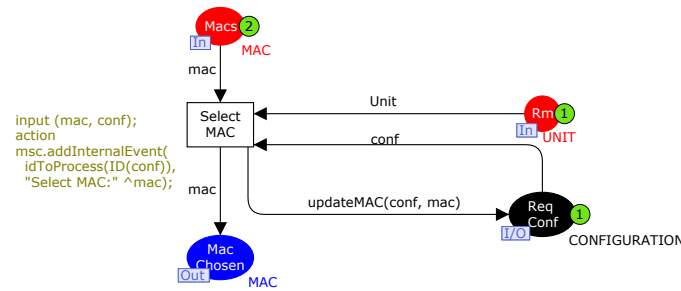 Macs
2
In
MAC
mac
input (mac, conf);
action
msc.addInternalEvent(
idToProcess(ID(conf)),
"Select MAC:" ^mac);
Select
MAC
Unit
Rm
1
In
UNIT
conf
mac
updateMAC(conf, mac)
Req
Conf
1
I/O
CONFIGURATION
Mac
Chosen
Out
MAC